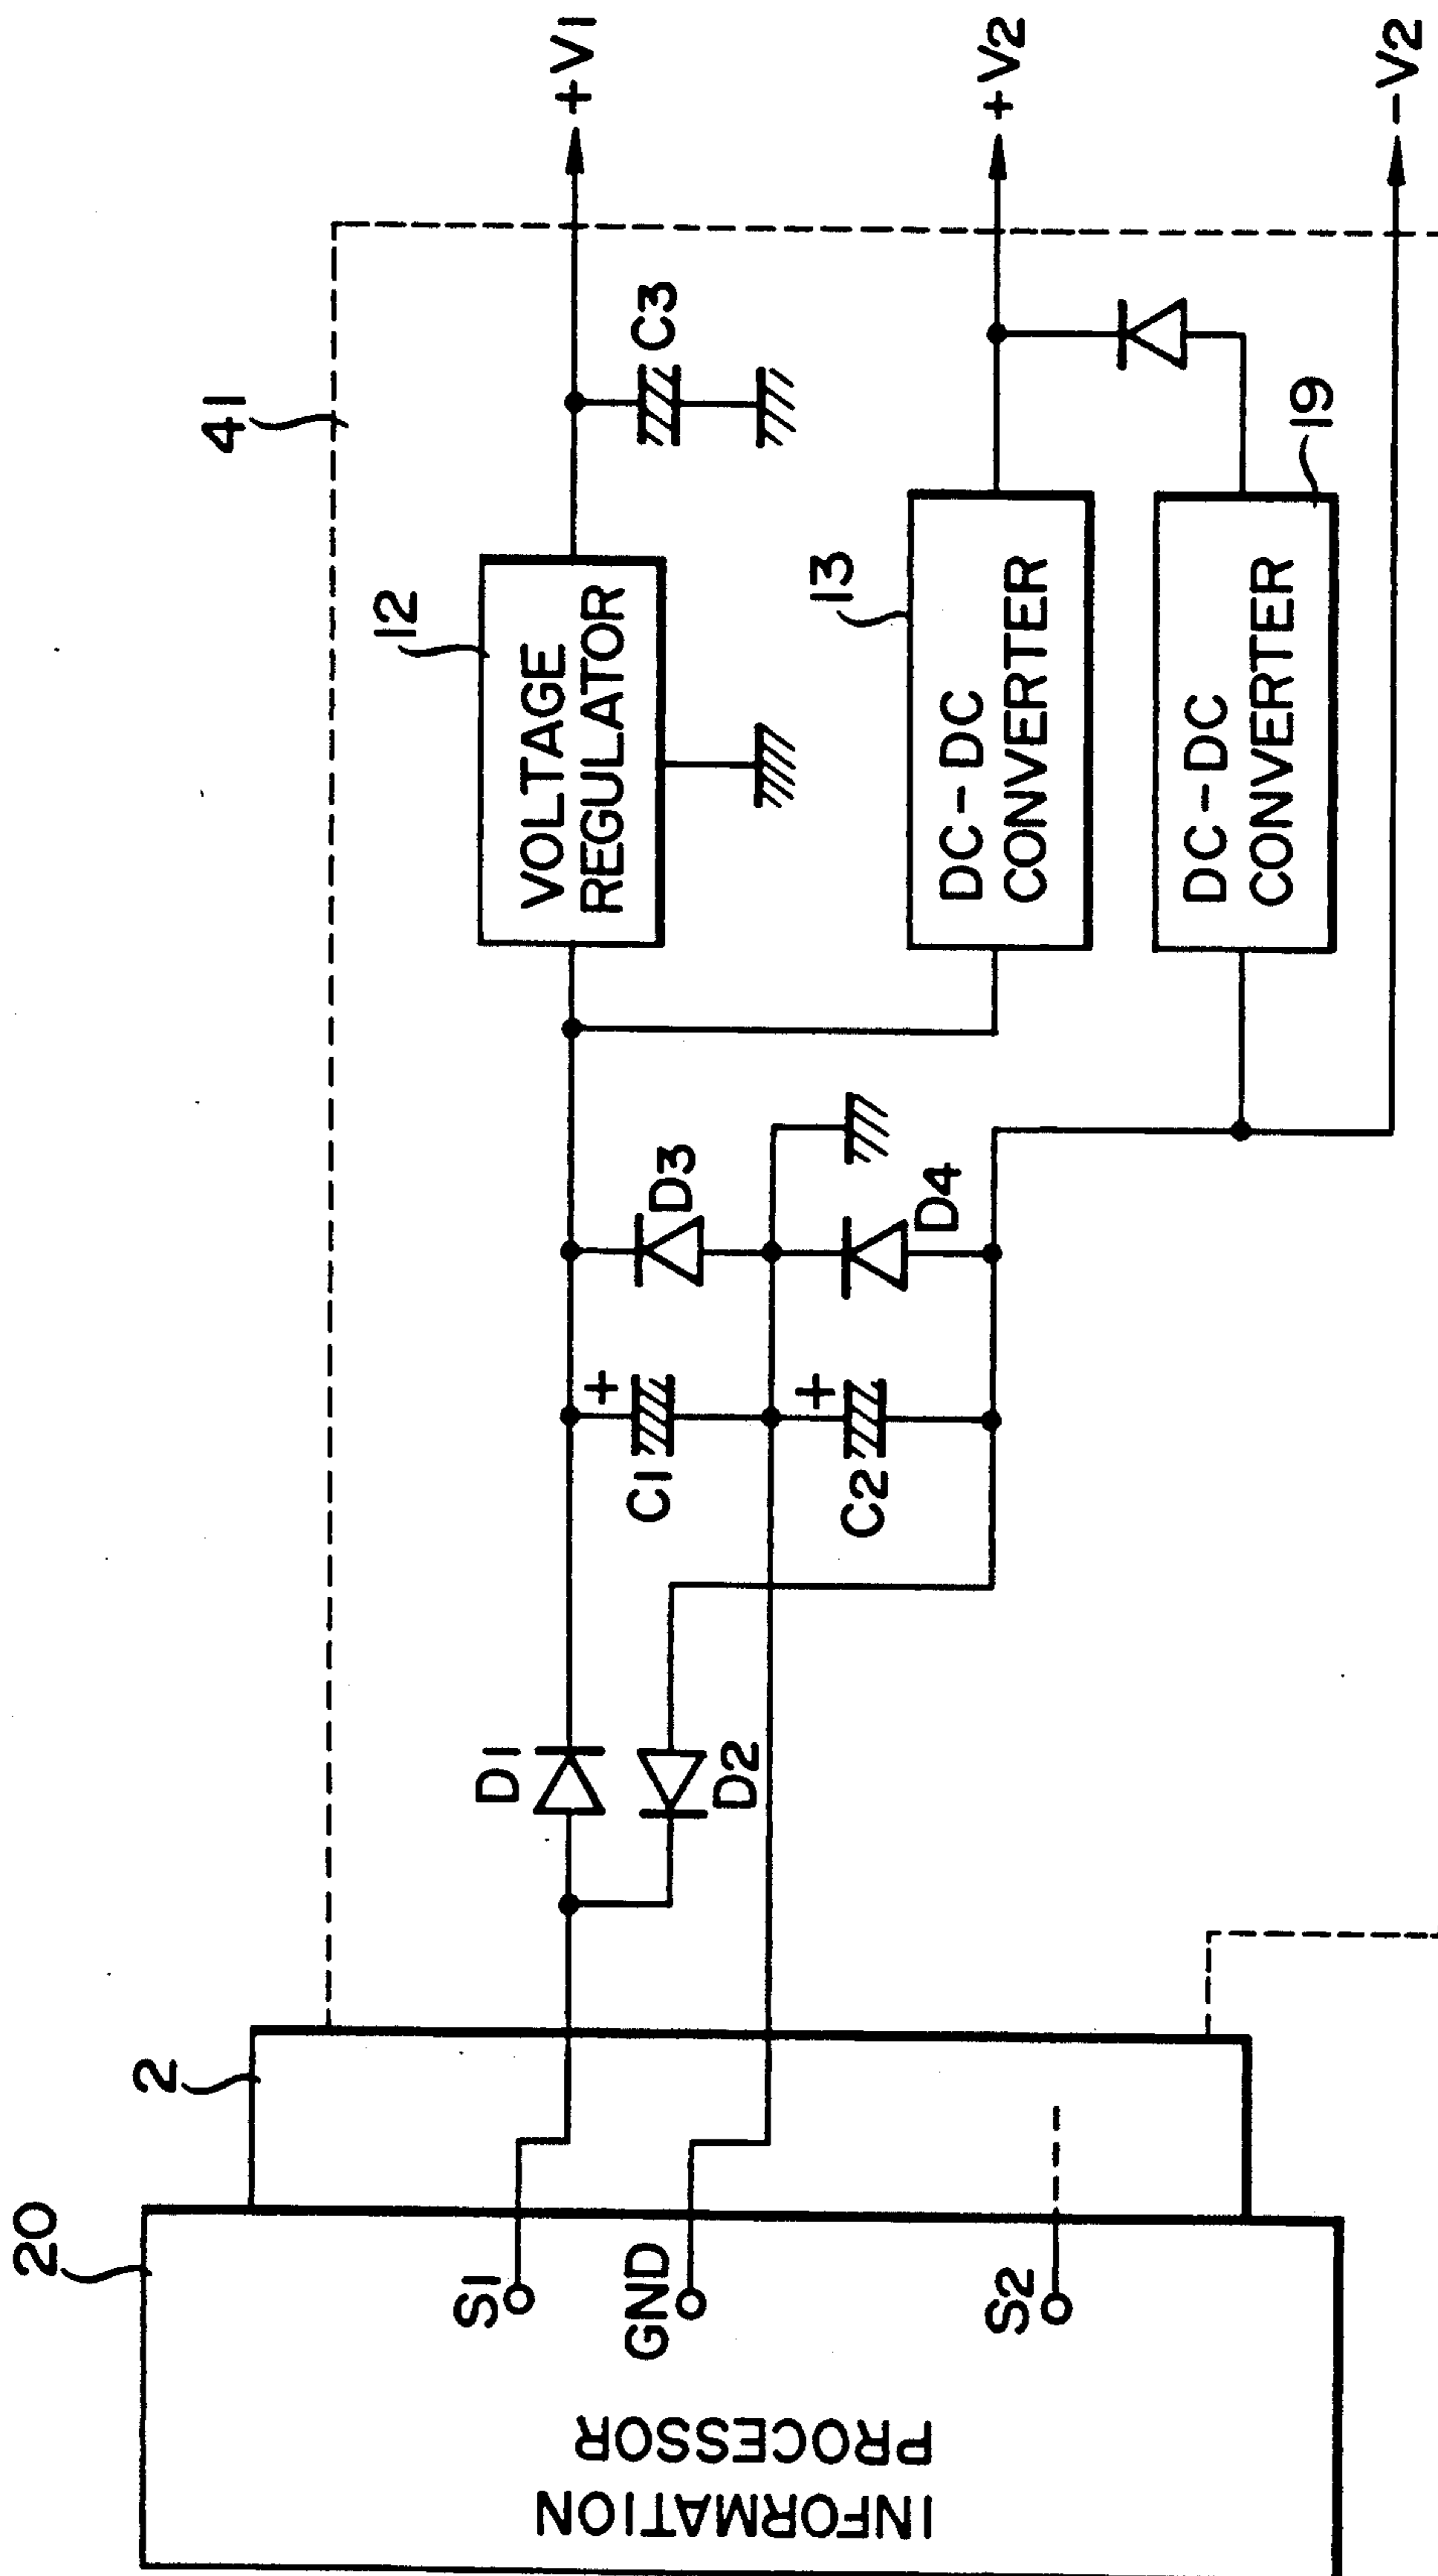 20
INFORMATION
PROCESSOR
S1
GND
S2
2
D1
D2
C1
+
C2
+
D3
D4
41
12
VOLTAGE
REGULATOR
13
DC-DC
CONVERTER
DC-DC
CONVERTER
19
C3
+V1
+V2
-V2